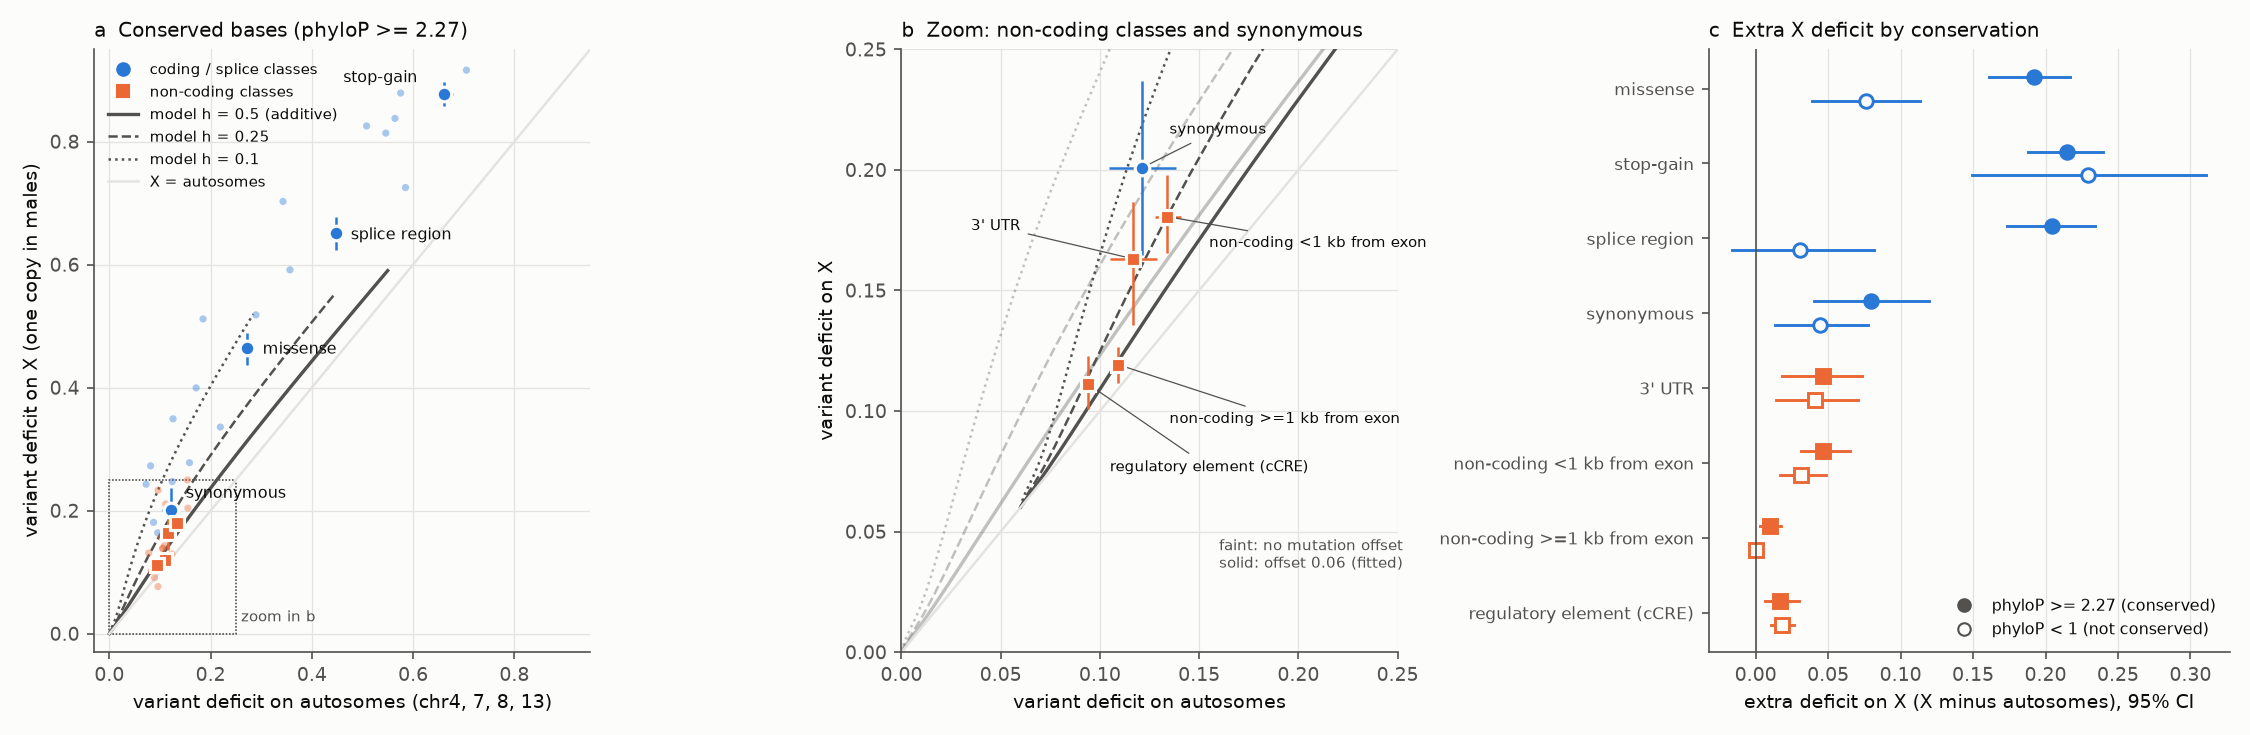 a Conserved bases (phyloP >= 2.27)
coding / splice classes
non-coding classes
model h = 0.5 (additive)
model h = 0.25
model h = 0.1
X = autosomes
stop-gain
splice region
missense
synonymous
zoom in b
0.8
0.6
0.4
0.2
0.0
0.0 0.2 0.4 0.6 0.8
variant deficit on X (one copy in males)
variant deficit on autosomes (chr4, 7, 8, 13)
b Zoom: non-coding classes and synonymous
0.25
0.20
0.15
0.10
0.05
0.00
0.00 0.05 0.10 0.15 0.20 0.25
variant deficit on X
variant deficit on autosomes
synonymous
3' UTR
non-coding <1 kb from exon
non-coding >=1 kb from exon
regulatory element (cCRE)
faint: no mutation offset
solid: offset 0.06 (fitted)
c Extra X deficit by conservation
missense
stop-gain
splice region
synonymous
3' UTR
non-coding <1 kb from exon
non-coding >=1 kb from exon
regulatory element (cCRE)
phyloP >= 2.27 (conserved)
phyloP < 1 (not conserved)
0.00 0.05 0.10 0.15 0.20 0.25 0.30
extra deficit on X (X minus autosomes), 95% CI